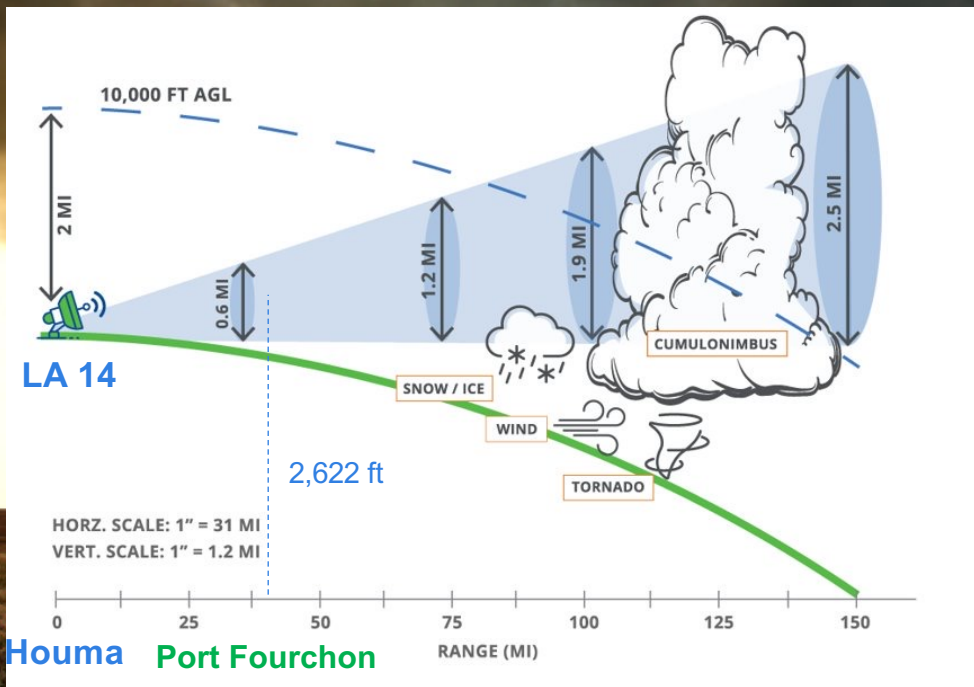 10,000 FT AGL
2 MI
0.6 MI
1.2 MI
1.9 MI
2.5 MI
LA 14
CUMULONIMBUS
SNOW / ICE
WIND
TORNADO
2,622 ft
HORZ. SCALE: 1" = 31 MI
VERT. SCALE: 1" = 1.2 MI
0 25 50 75 100 125 150
Houma Port Fourchon
RANGE (MI)